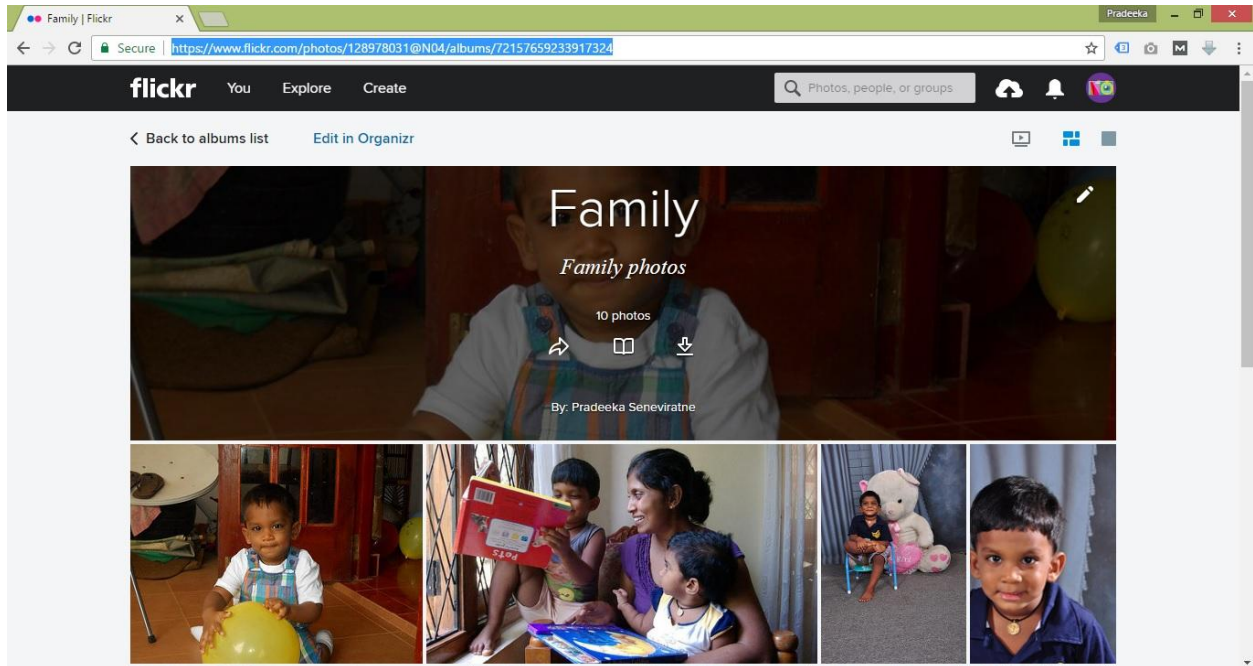 Family | Flickr
Pradeeka
Secure
https://www.flickr.com/photos/128978031@N04/albums/72157659233917324
flickr You Explore Create Photos, people, or groups
Back to albums list Edit in Organizr
Family
Family photos
10 photos
By: Pradeeka Seneviratne
PETS